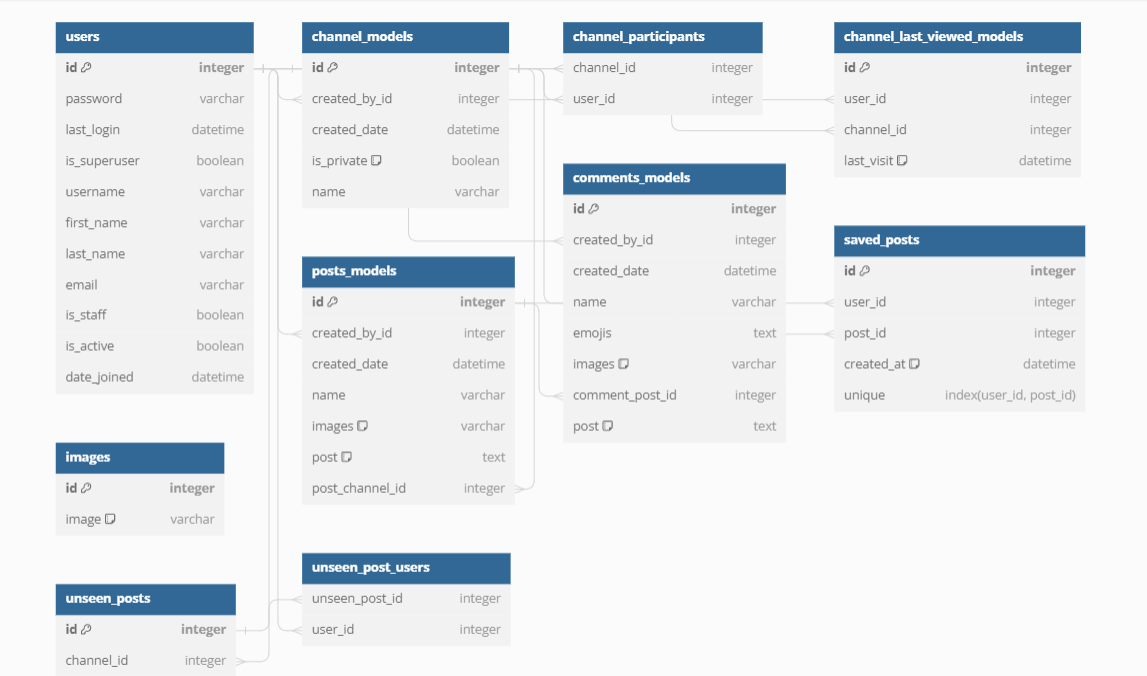 users
id integer
password varchar
last_login datetime
is_superuser boolean
username varchar
first_name varchar
last_name varchar
email varchar
is_staff boolean
is_active boolean
date_joined datetime
channel_models
id integer
created_by_id integer
created_date datetime
is_private boolean
name varchar
channel_participants
channel_id integer
user_id integer
channel_last_viewed_models
id integer
user_id integer
channel_id integer
last_visit datetime
comments_models
id integer
created_by_id integer
created_date datetime
name varchar
emojis text
images varchar
comment_post_id integer
post text
saved_posts
id integer
user_id integer
post_id integer
created_at datetime
unique index(user_id, post_id)
posts_models
id integer
created_by_id integer
created_date datetime
name varchar
images varchar
post text
post_channel_id integer
images
id integer
image varchar
unseen_post_users
unseen_post_id integer
user_id integer
unseen_posts
id integer
channel_id integer